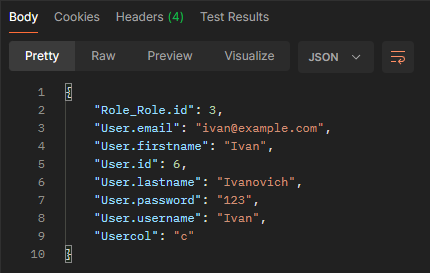 Body Cookies Headers (4) Test Results
Pretty Raw Preview Visualize JSON
1 {
2 "Role_Role.id": 3,
3 "User.email": "ivan@example.com",
4 "User.firstname": "Ivan",
5 "User.id": 6,
6 "User.lastname": "Ivanovich",
7 "User.password": "123",
8 "User.username": "Ivan",
9 "Usercol": "c"
10 }